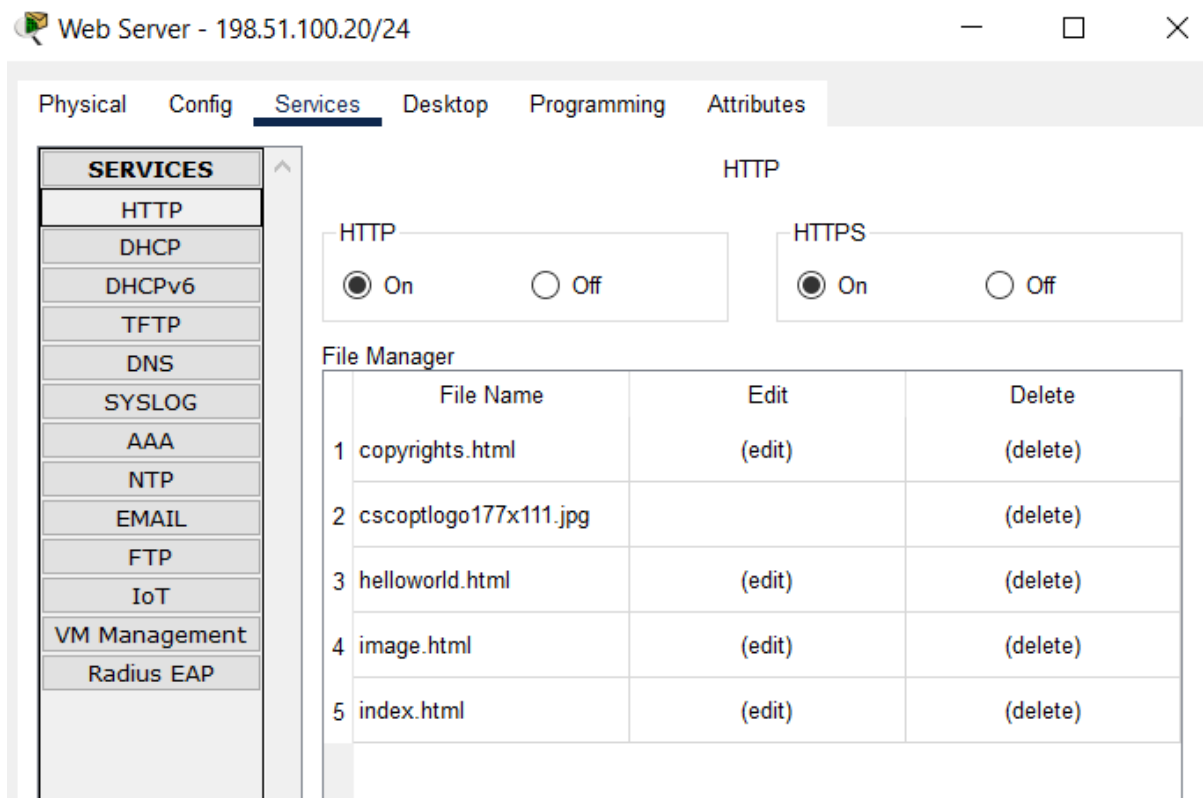 Web Server - 198.51.100.20/24
Physical Config Services Desktop Programming Attributes
SERVICES
HTTP
DHCP
DHCPv6
TFTP
DNS
SYSLOG
AAA
NTP
EMAIL
FTP
IoT
VM Management
Radius EAP
HTTP
HTTP
On Off
HTTPS
On Off
File Manager
File Name Edit Delete
1 copyrights.html (edit) (delete)
2 cscoptlogo177x111.jpg (delete)
3 helloworld.html (edit) (delete)
4 image.html (edit) (delete)
5 index.html (edit) (delete)